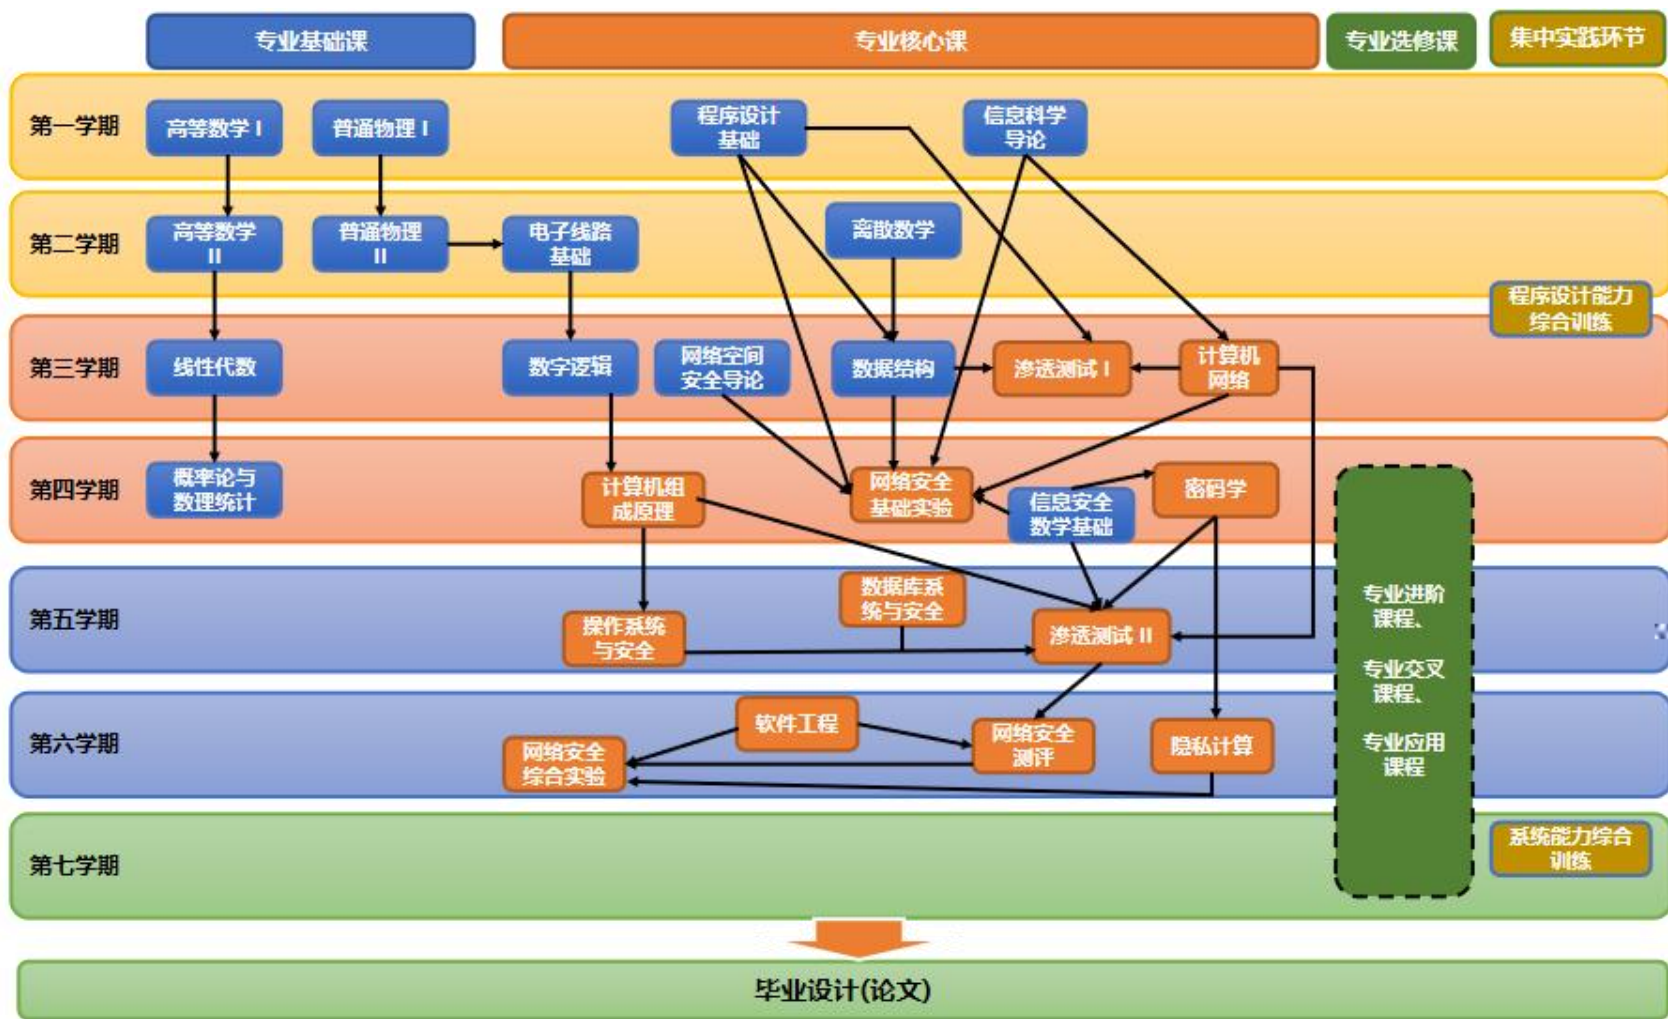 专业基础课
专业核心课
专业选修课
集中实践环节
第一学期
高等数学 I
普通物理 I
程序设计
基础
信息科学
导论
第二学期
高等数学
II
普通物理
II
电子线路
基础
离散数学
程序设计能力
综合训练
第三学期
线性代数
数字逻辑
网络空间
安全导论
数据结构
渗透测试 I
计算机
网络
第四学期
概率论与
数理统计
计算机组
成原理
网络安全
基础实验
信息安全
数学基础
密码学
第五学期
操作系统
与安全
数据库系
统与安全
渗透测试 II
专业进阶
课程、
专业交叉
课程、
专业应用
课程
第六学期
网络安全
综合实验
软件工程
网络安全
测评
隐私计算
第七学期
系统能力综合
训练
毕业设计(论文)